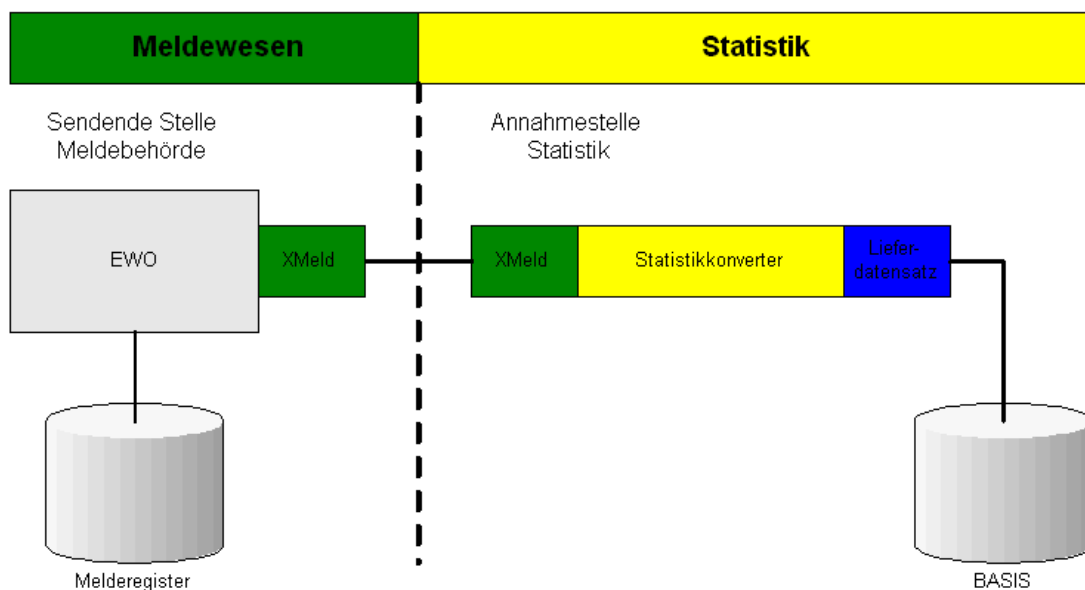 Meldewesen
Statistik
Sendende Stelle
Meldebehörde
Annahmestelle
Statistik
EWO
XMeld
XMeld
Statistikkonverter
Liefer-
datensatz
Melderegister
BASIS